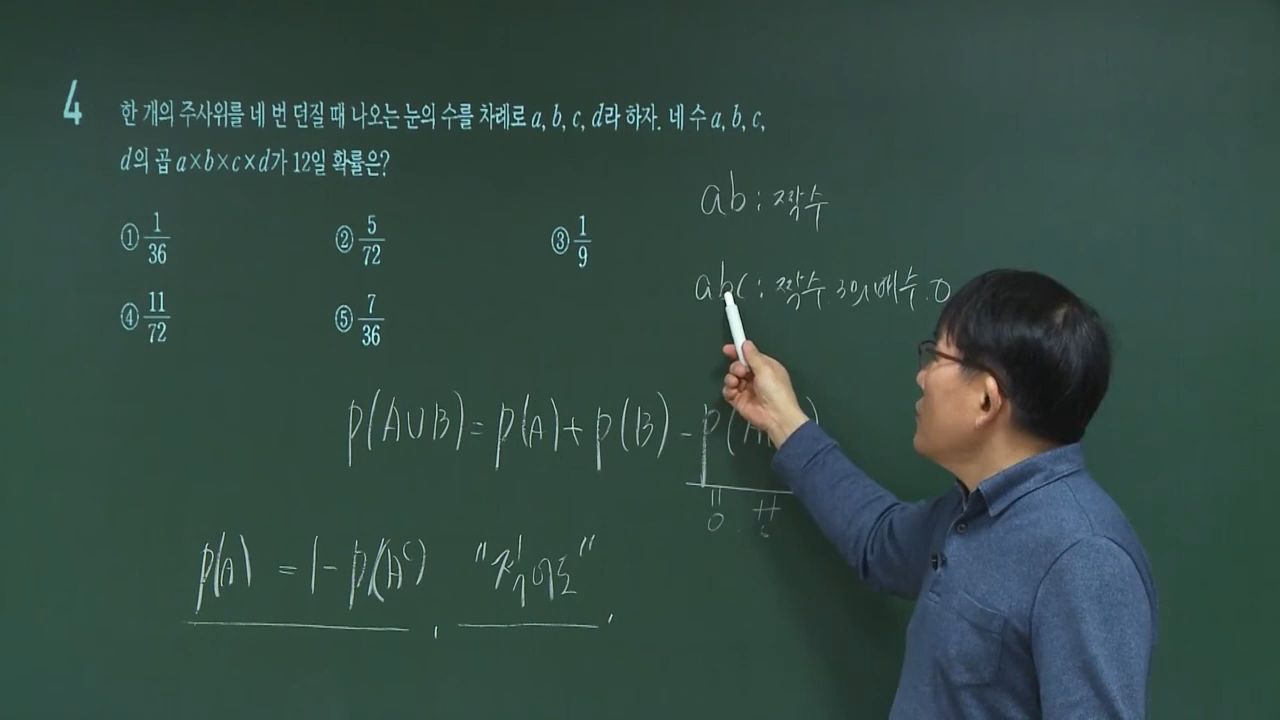 4
한 개의 주사위를 네 번 던질 때 나오는 눈의 수를 차례로 a, b, c, d라 하자. 네 수 a, b, c,
d의 곱 a×b×c×d가 12일 확률은?
① 1/36 ② 5/72 ③ 1/9
④ 11/72 ⑤ 7/36
ab : 짝수
abc : 짝수. 3의 배수. 0
P(A∪B) = P(A) + P(B) - P(A
0
P(A) = 1 - P(A^c) , "적어도"